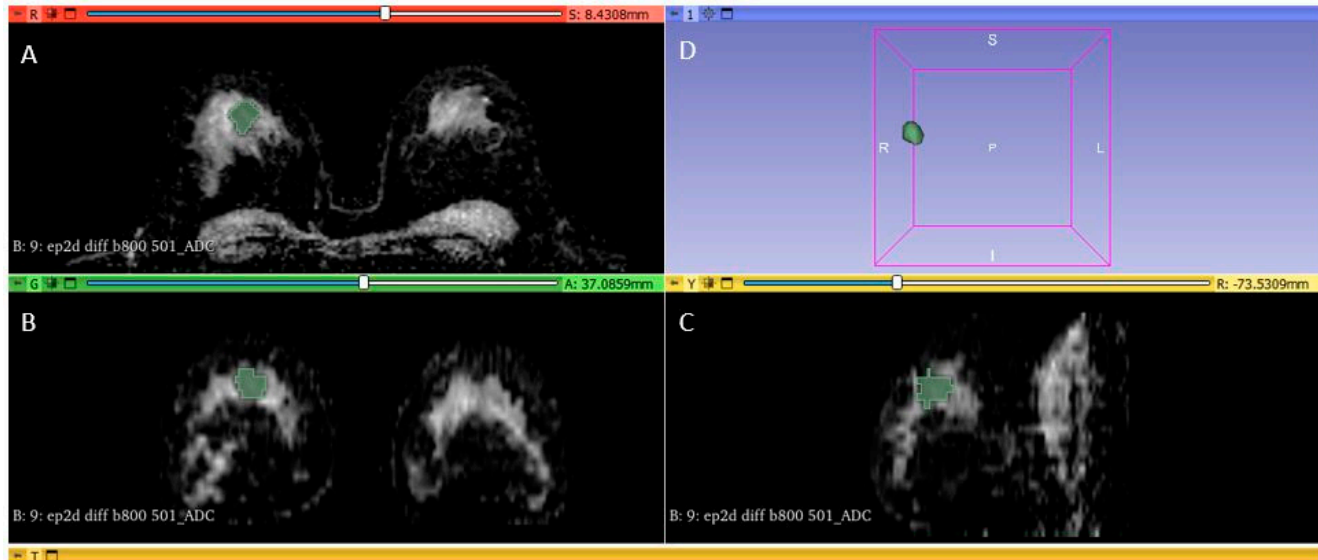 R S: 8.4308mm
A
B: 9: ep2d diff b800 501_ADC
1
D
S
R P L
I
G A: 37.0859mm
B
B: 9: ep2d diff b800 501_ADC
Y R: -73.5309mm
C
B: 9: ep2d diff b800 501_ADC
T